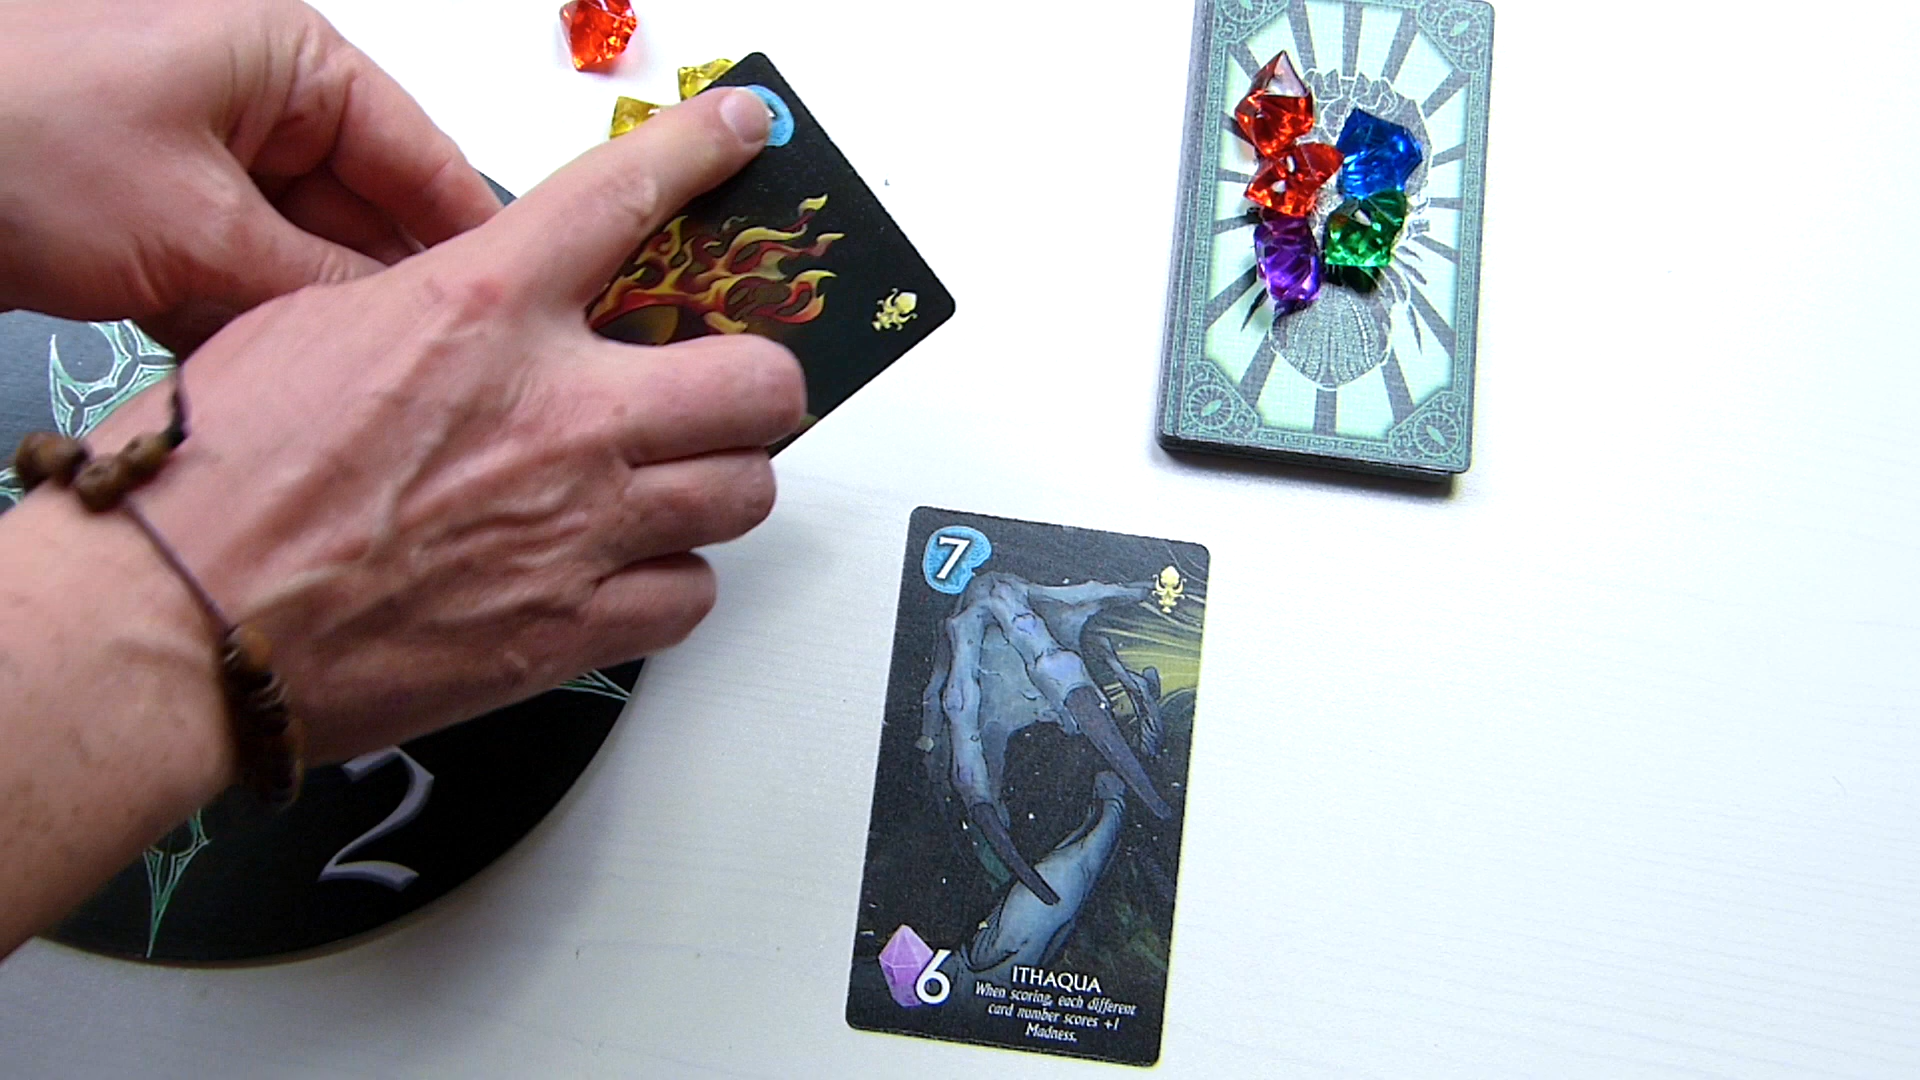 7
6
ITHAQUA
When scoring, each different
card number scores +1
Madness.
2